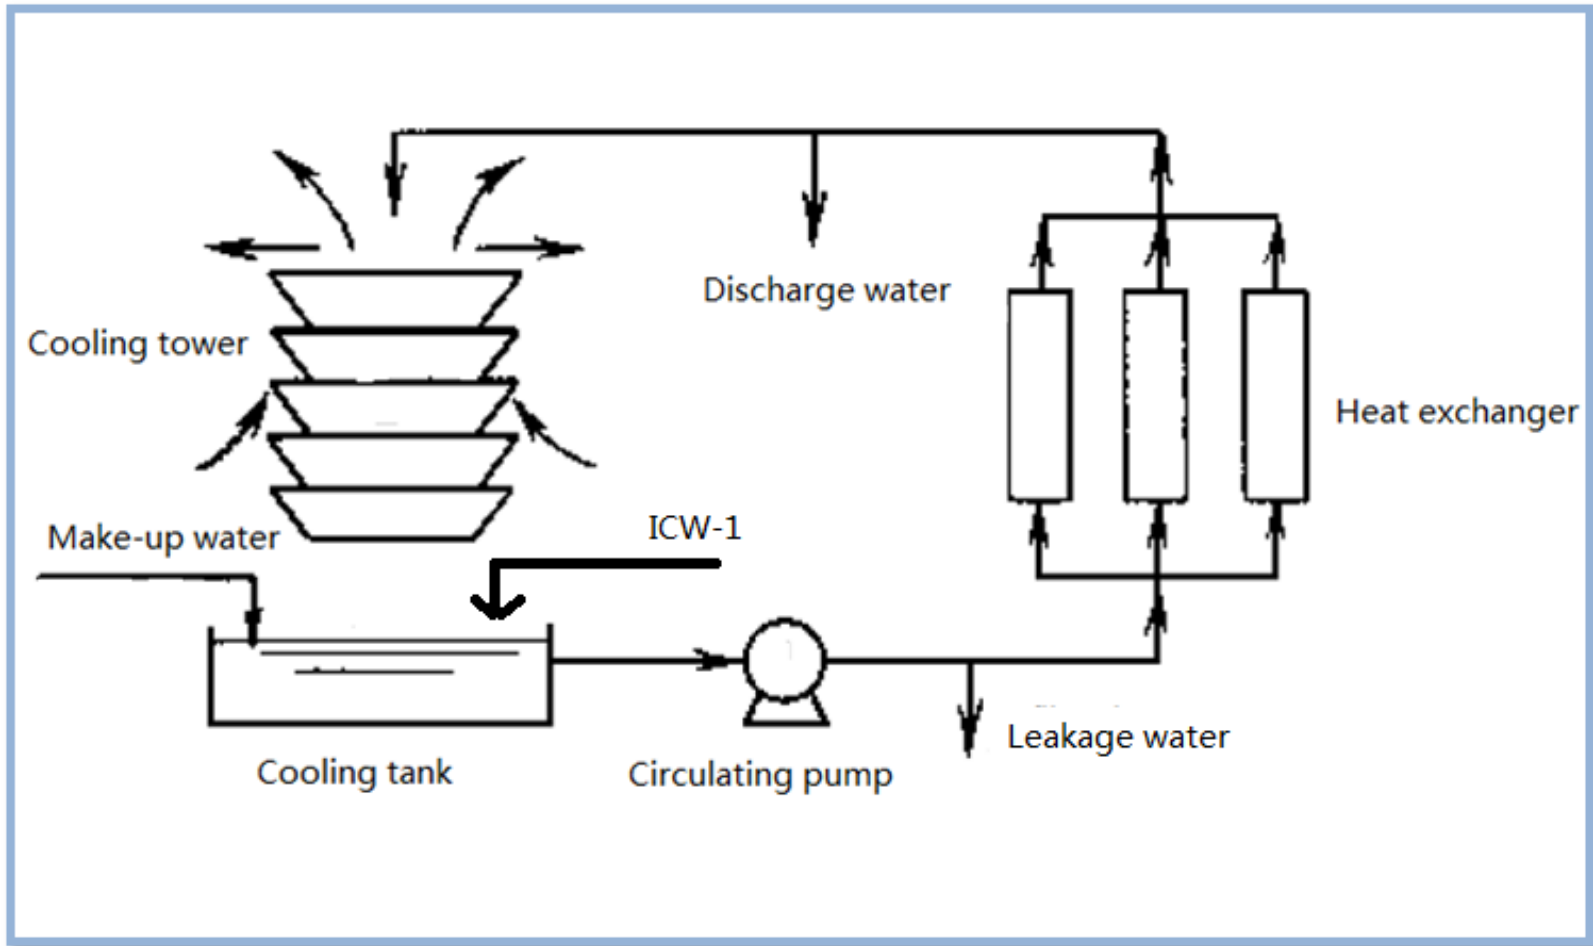 Discharge water
Cooling tower
Heat exchanger
ICW-1
Make-up water
Leakage water
Cooling tank
Circulating pump